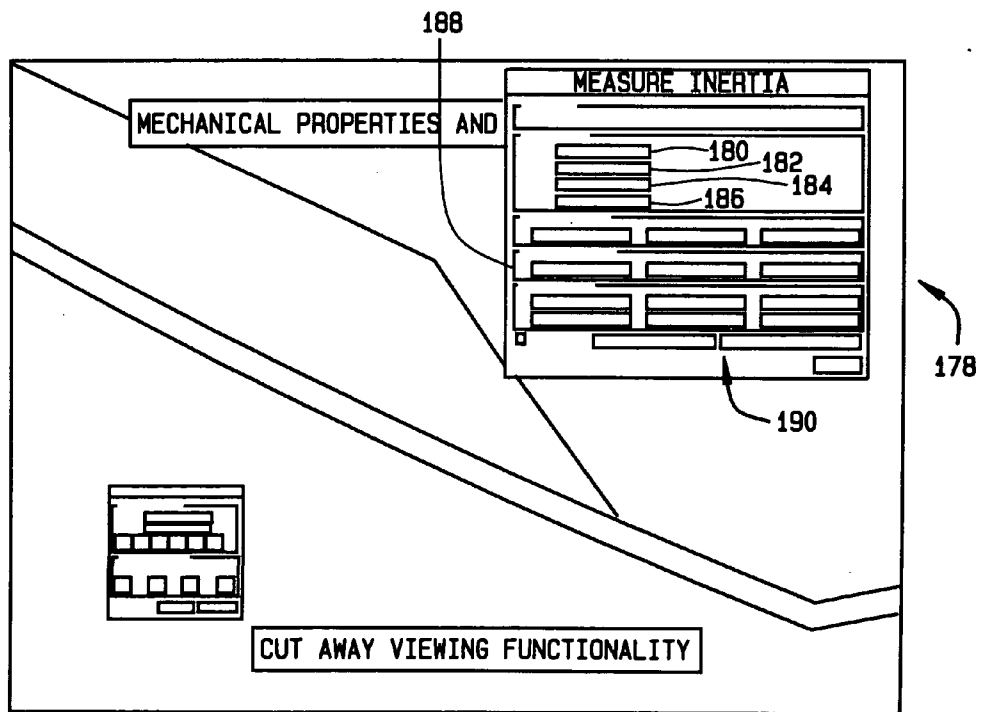 188
MEASURE INERTIA
MECHANICAL PROPERTIES AND
180
182
184
186
178
190
CUT AWAY VIEWING FUNCTIONALITY